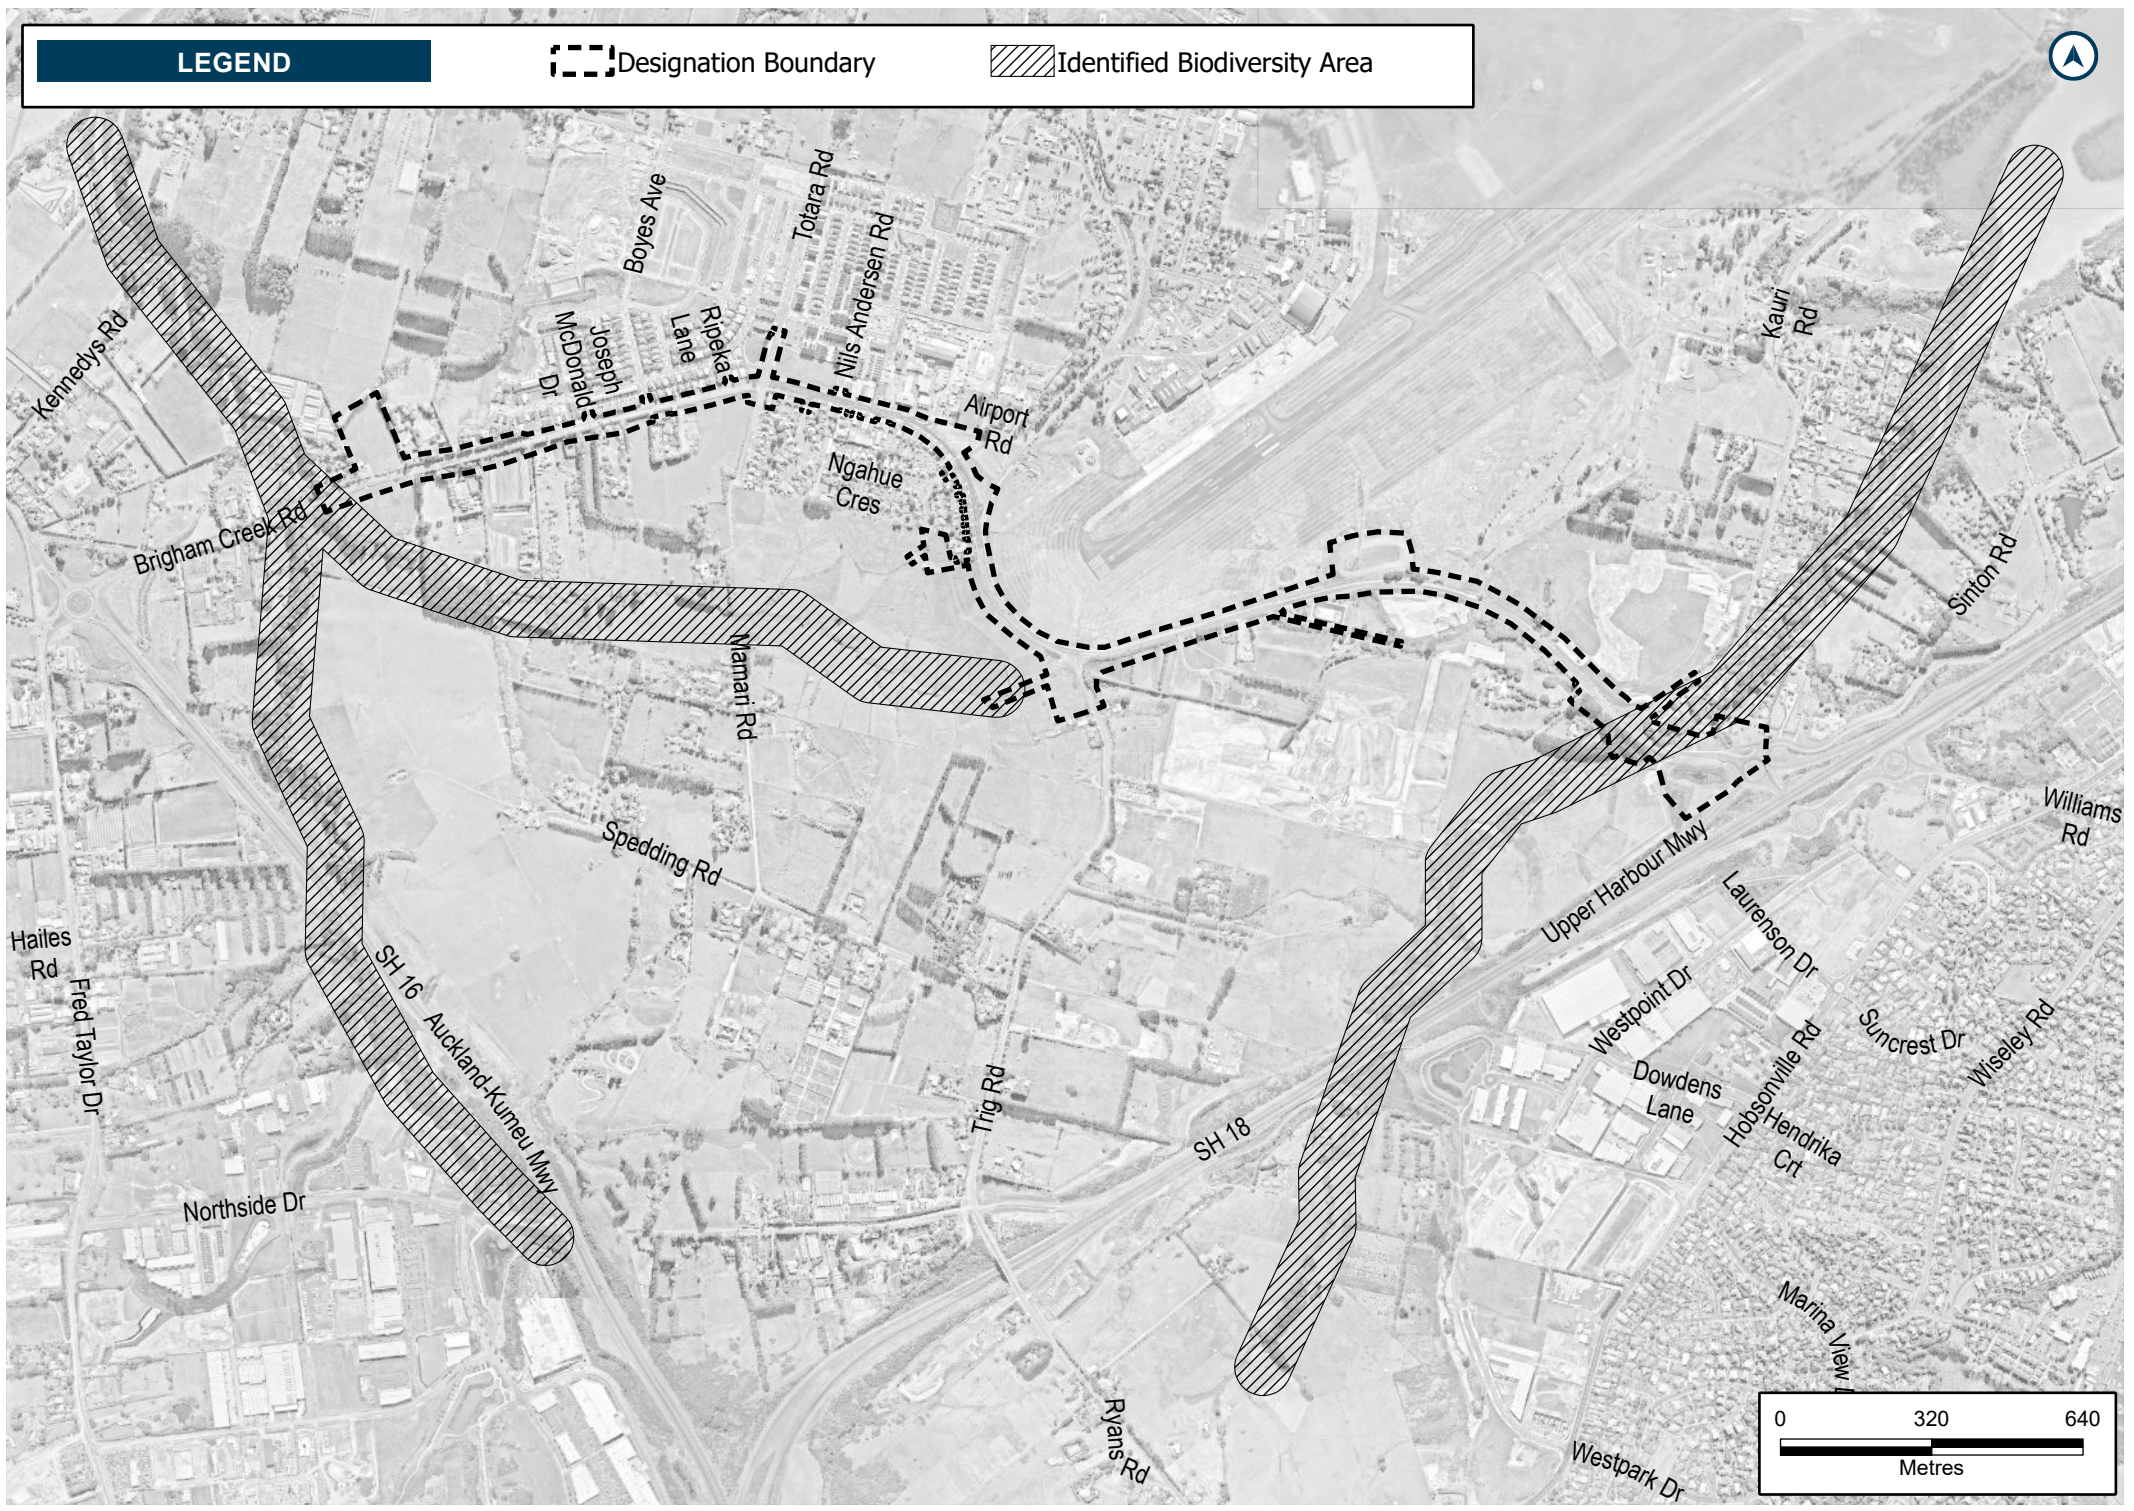 LEGEND
Designation Boundary
Identified Biodiversity Area
Totara Rd
Boyes Ave
Nils Andersen Rd
Kauri
Rd
Kennedys Rd
Ripeka
Lane
Joseph
McDonald
Dr
Airport
Rd
Ngahue
Cres
Brigham Creek Rd
Sinton Rd
Mamari Rd
Williams
Rd
Spedding Rd
Upper Harbour Mwy
Laurenson Dr
Hailes
Rd
SH 16
Fred Taylor Dr
Auckland-Kumeu Mwy
Westpoint Dr
Suncrest Dr
Wiseley Rd
Dowdens
Lane
Hobsonville Rd
Hendrika
Crt
Trig Rd
SH 18
Northside Dr
Marina View
Ryans Rd
Westpark Dr
0 320 640
Metres